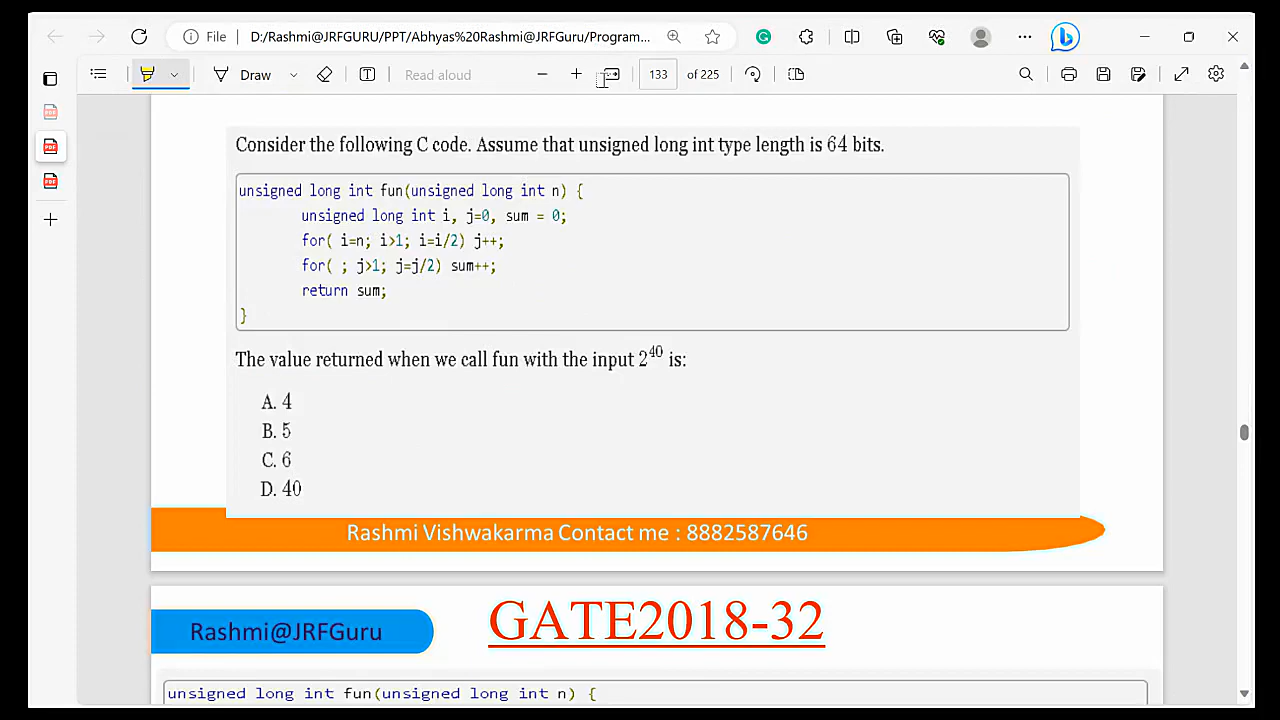 File
D:/Rashmi@JRFGURU/PPT/Abhyas%20Rashmi@JRFGuru/Program...
Draw
Read aloud
133 of 225
Consider the following C code. Assume that unsigned long int type length is 64 bits.
unsigned long int fun(unsigned long int n) {
unsigned long int i, j=0, sum = 0;
for( i=n; i>1; i=i/2) j++;
for( ; j>1; j=j/2) sum++;
return sum;
}
The value returned when we call fun with the input 2^40 is:
A. 4
B. 5
C. 6
D. 40
Rashmi Vishwakarma Contact me : 8882587646
Rashmi@JRFGuru
GATE2018-32
unsigned long int fun(unsigned long int n) {